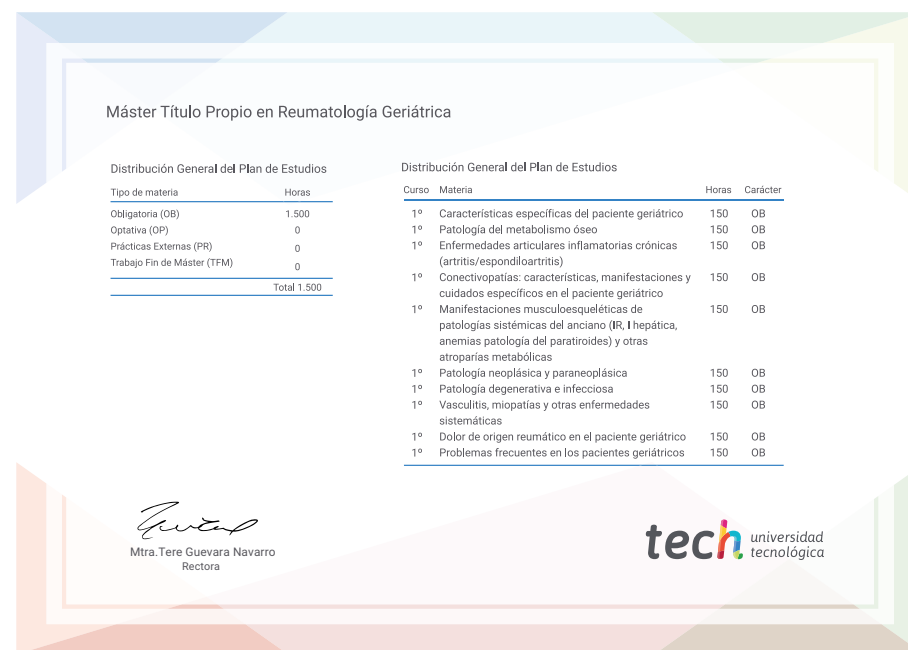 Máster Título Propio en Reumatología Geriátrica
Distribución General del Plan de Estudios
Tipo de materia Horas
Obligatoria (OB) 1.500
Optativa (OP) 0
Prácticas Externas (PR) 0
Trabajo Fin de Máster (TFM) 0
Total 1.500
Distribución General del Plan de Estudios
Curso Materia Horas Carácter
1º Características específicas del paciente geriátrico 150 OB
1º Patología del metabolismo óseo 150 OB
1º Enfermedades articulares inflamatorias crónicas 150 OB
(artritis/espondiloartritis)
1º Conectivopatías: características, manifestaciones y 150 OB
cuidados específicos en el paciente geriátrico
1º Manifestaciones musculoesqueléticas de 150 OB
patologías sistémicas del anciano (IR, I hepática,
anemias patología del paratiroides) y otras
atroparías metabólicas
1º Patología neoplásica y paraneoplásica 150 OB
1º Patología degenerativa e infecciosa 150 OB
1º Vasculitis, miopatías y otras enfermedades 150 OB
sistemáticas
1º Dolor de origen reumático en el paciente geriátrico 150 OB
1º Problemas frecuentes en los pacientes geriátricos 150 OB
Mtra.Tere Guevara Navarro
Rectora
tech universidad
tecnológica